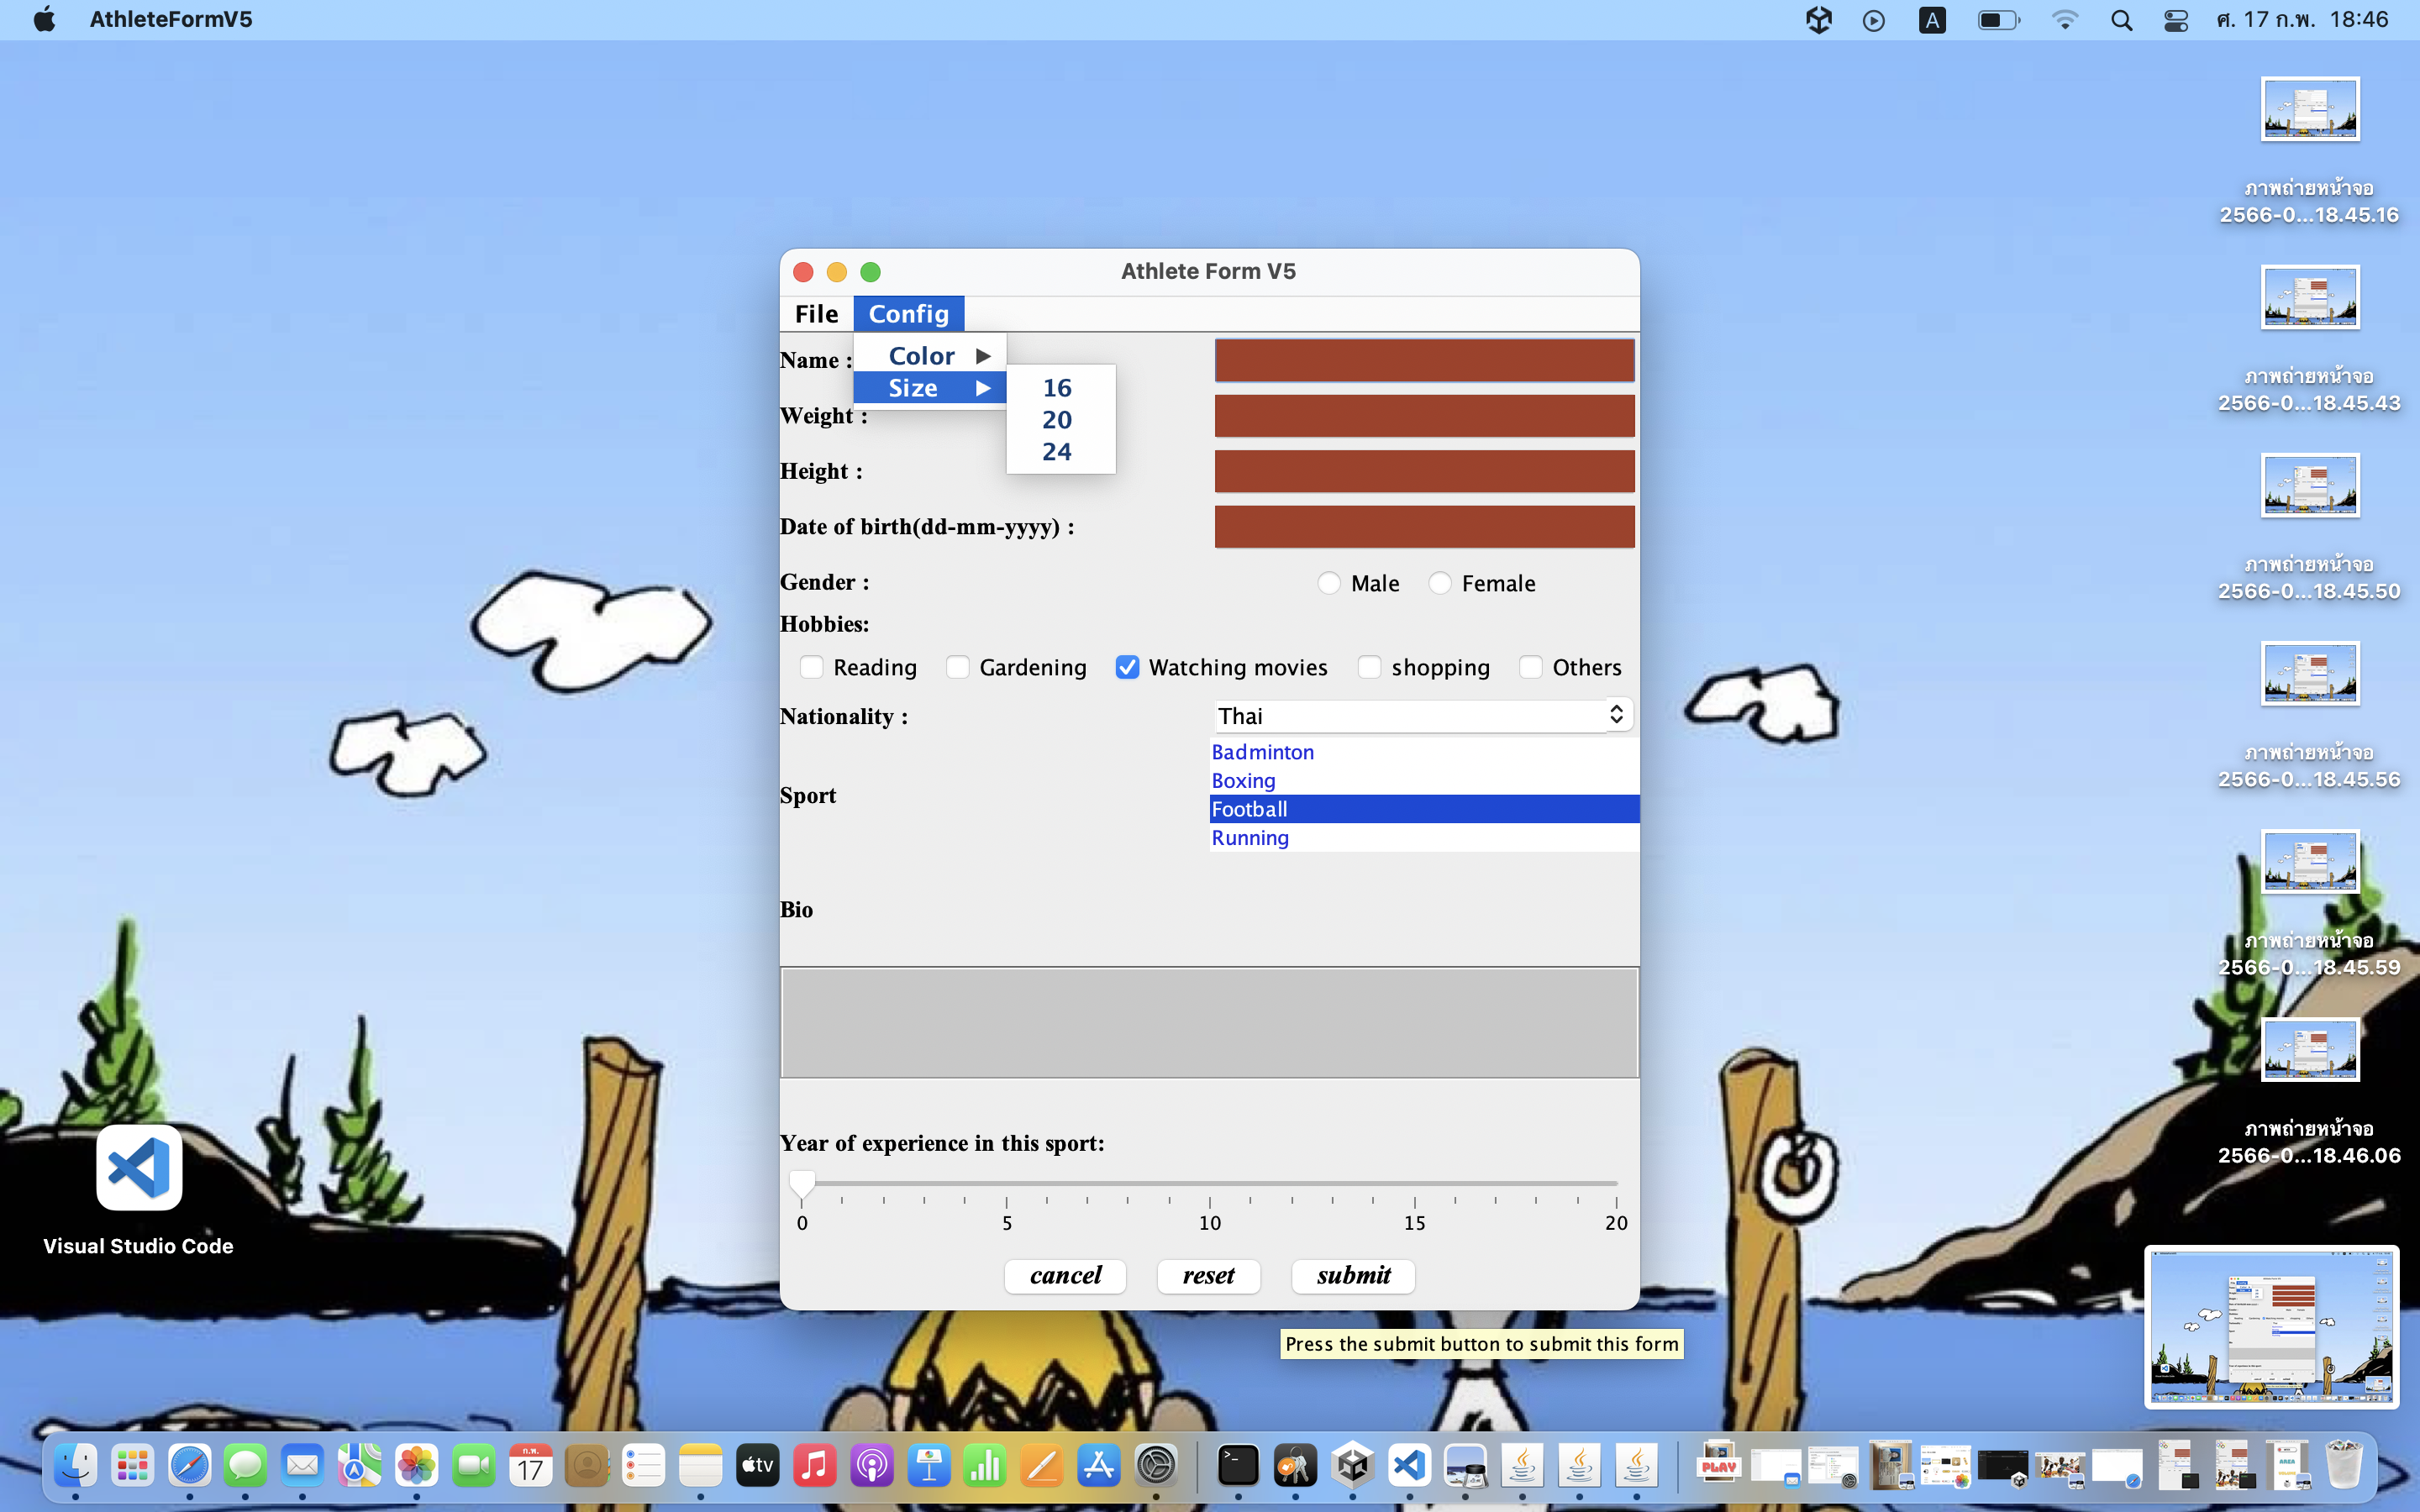 AthleteFormV5
A
ศ. 17 ก.พ. 18:46
ภาพถ่ายหน้าจอ
2566-0...18.45.16
ภาพถ่ายหน้าจอ
2566-0...18.45.43
ภาพถ่ายหน้าจอ
2566-0...18.45.50
ภาพถ่ายหน้าจอ
2566-0...18.45.56
ภาพถ่ายหน้าจอ
2566-0...18.45.59
ภาพถ่ายหน้าจอ
2566-0...18.46.06
Athlete Form V5
File Config
Color
Size
16
20
24
Name :
Weight :
Height :
Date of birth(dd-mm-yyyy) :
Gender : Male Female
Hobbies:
Reading Gardening Watching movies shopping Others
Nationality : Thai
Badminton
Boxing
Football
Running
Sport
Bio
Year of experience in this sport:
0 5 10 15 20
cancel reset submit
Press the submit button to submit this form
Visual Studio Code
ก.พ.
17
tv
PLAY